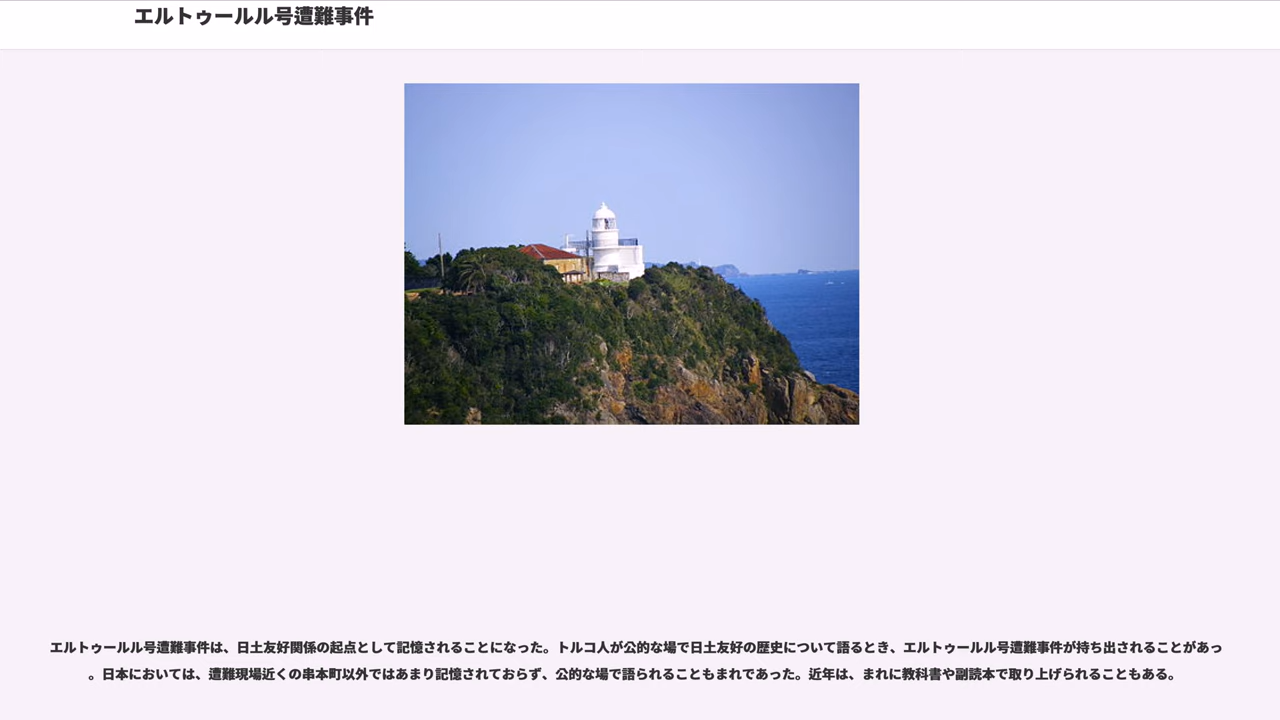 エルトゥールル号遭難事件
エルトゥールル号遭難事件は、日土友好関係の起点として記憶されることになった。トルコ人が公的な場で日土友好の歴史について語るとき、エルトゥールル号遭難事件が持ち出されることがあっ
。日本においては、遭難現場近くの串本町以外ではあまり記憶されておらず、公的な場で語られることもまれであった。近年は、まれに教科書や副読本で取り上げられることもある。